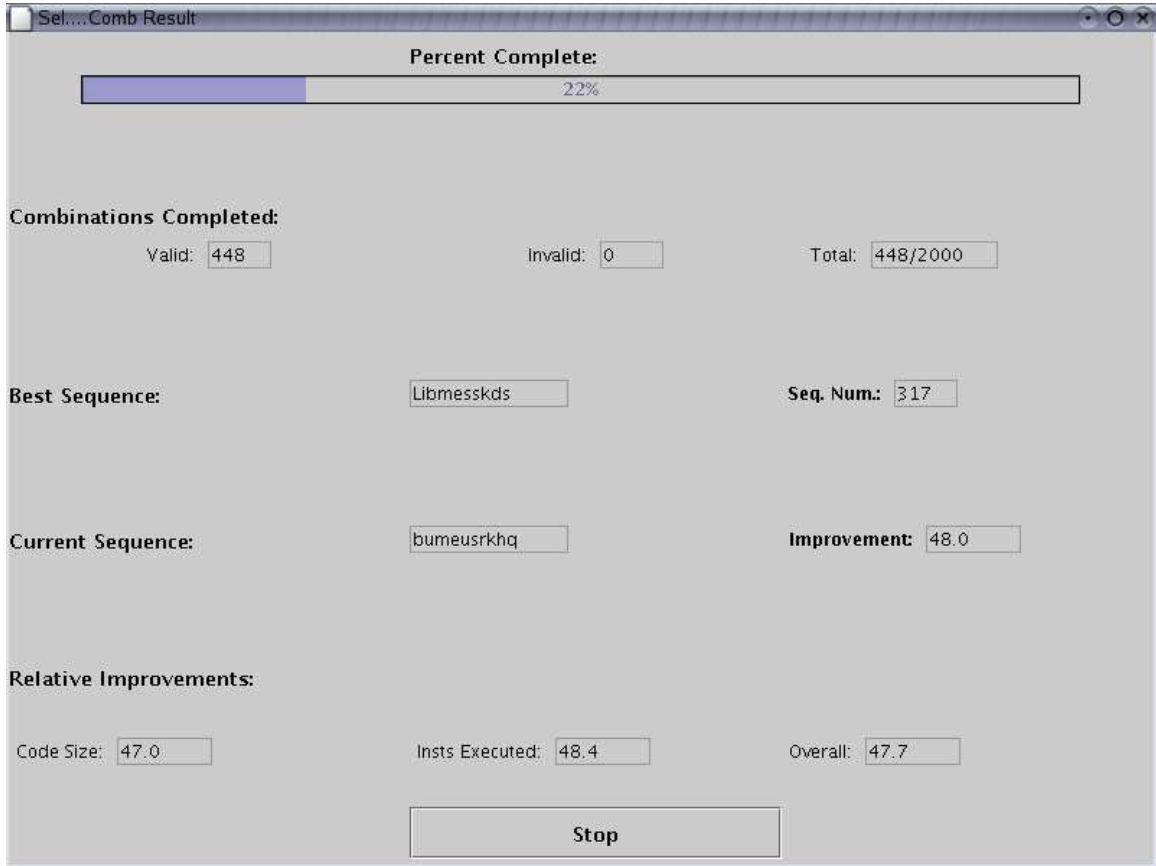 Sel....Comb Result
Percent Complete:
22%
Combinations Completed:
Valid: 448 Invalid: 0 Total: 448/2000
Best Sequence: Libmesskds Seq. Num.: 317
Current Sequence: bumeusrkhq Improvement: 48.0
Relative Improvements:
Code Size: 47.0 Insts Executed: 48.4 Overall: 47.7
Stop